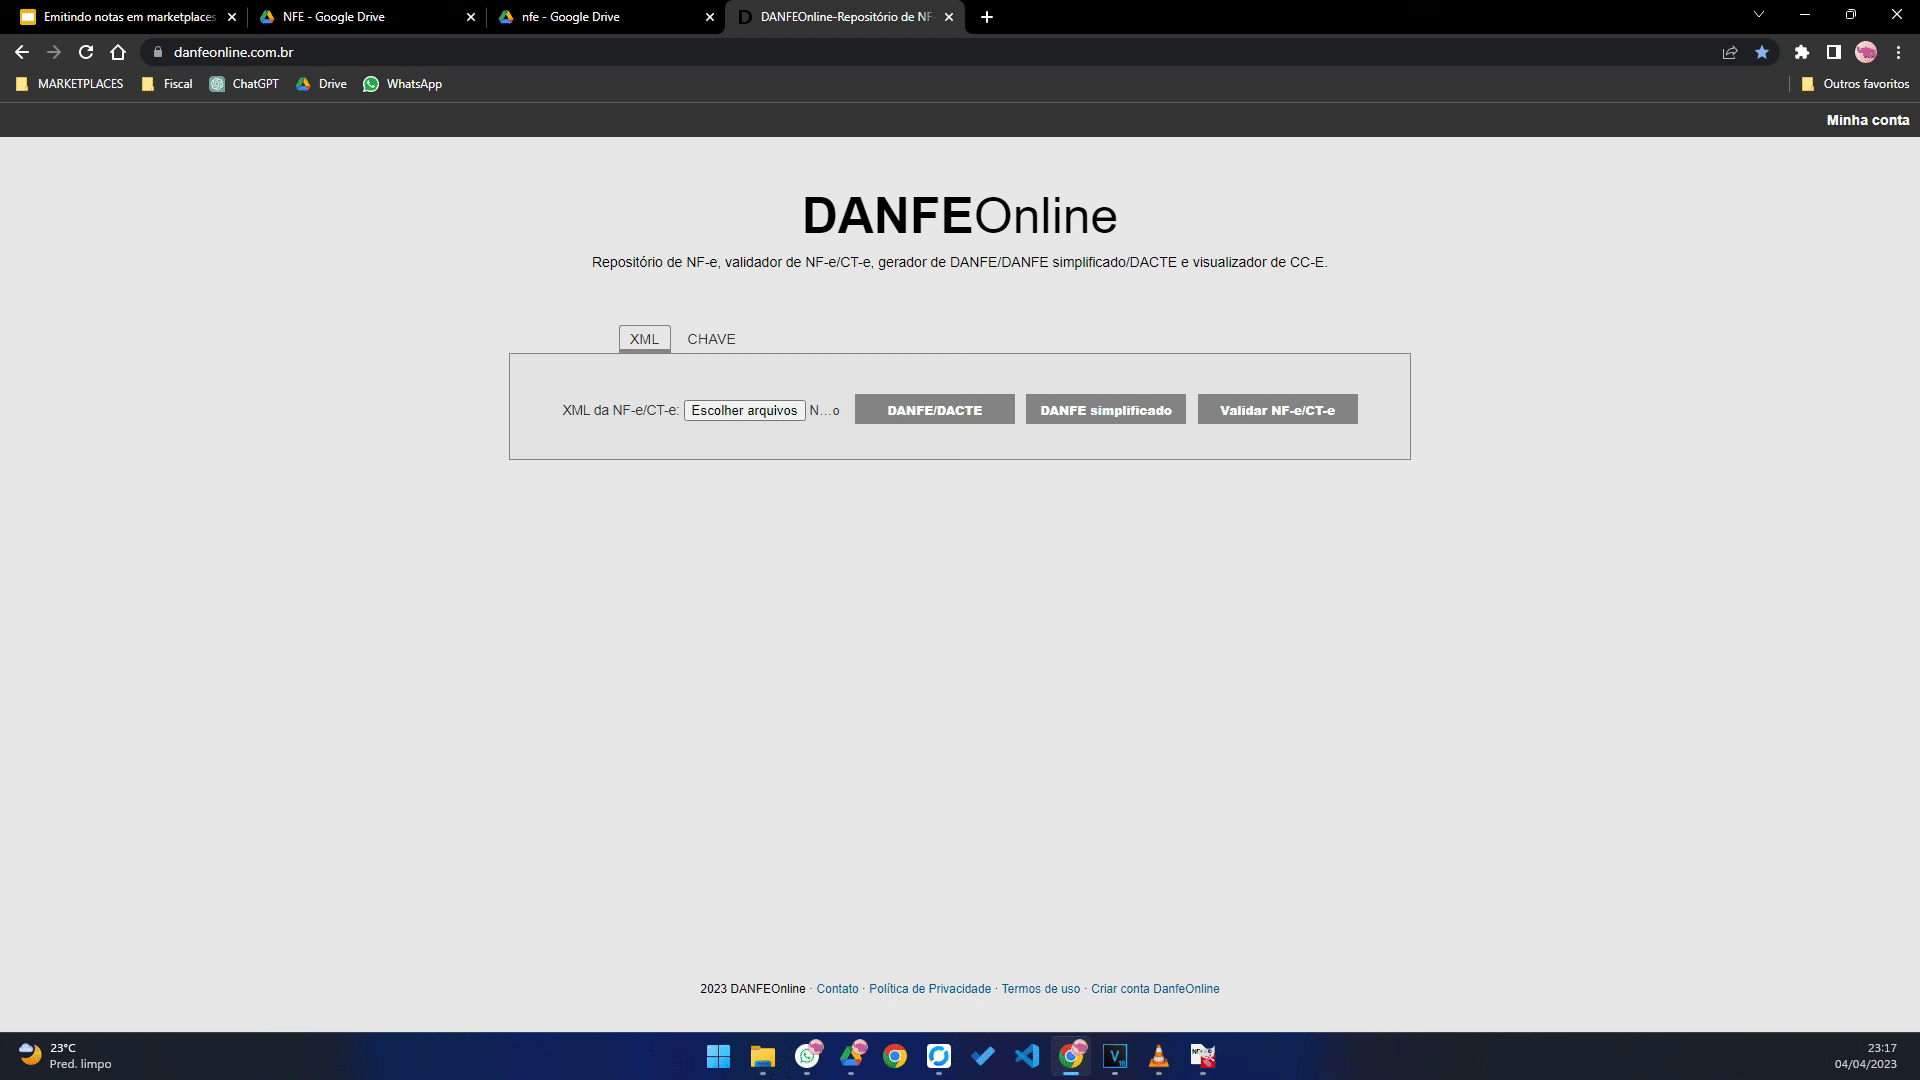 Emitindo notas em marketplaces
NFE - Google Drive
nfe - Google Drive
DANFEOnline-Repositório de NF-
danfeonline.com.br
MARKETPLACES
Fiscal
ChatGPT
Drive
WhatsApp
Outros favoritos
Minha conta
DANFEOnline
Repositório de NF-e, validador de NF-e/CT-e, gerador de DANFE/DANFE simplificado/DACTE e visualizador de CC-E.
XML CHAVE
XML da NF-e/CT-e: Escolher arquivos N...o DANFE/DACTE DANFE simplificado Validar NF-e/CT-e
2023 DANFEOnline · Contato · Política de Privacidade · Termos de uso · Criar conta DanfeOnline
23°C
Pred. limpo
23:17
04/04/2023